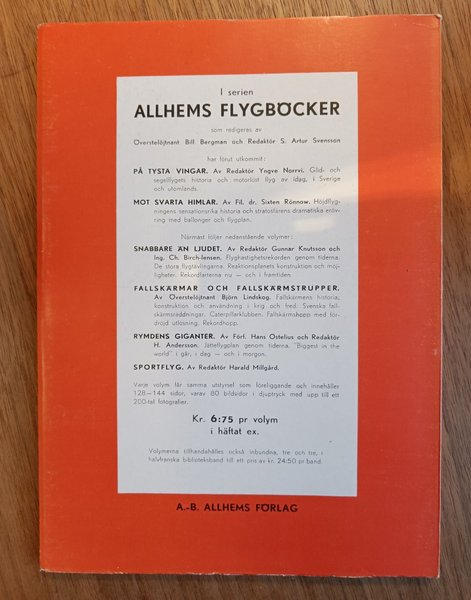 I serien
ALLHEMS FLYGBÖCKER
som redigeras av
Överstelöjtnant Bill Bergman och Redaktör S. Artur Svensson
har förut utkommit:
PÅ TYSTA VINGAR. Av Redaktör Yngve Norrvi. Glid- och
segelflygets historia och motorlöst flyg av idag, i Sverige
och utomlands.
MOT SVARTA HIMLAR. Av Fil. dr. Sixten Rönnow. Höjdflyg-
ningens sensationsrika historia och stratosfärens dramatiska eröv-
ring med ballonger och flygplan.
Närmast följer nedanstående volymer:
SNABBARE ÄN LJUDET. Av Redaktör Gunnar Knutsson och
Ing. Ch. Birch-Iensen. Flyghastighetsrekorden genom tiderna.
De stora flygtävlingarna. Reaktionsplanets konstruktion och möj-
ligheter. Rekordfarterna nu — och i framtiden.
FALLSKÄRMAR OCH FALLSKÄRMSTRUPPER.
Av Överstelöjtnant Björn Lindskog. Fallskärmens historia,
konstruktion och användning i krig och fred. Svenska fall-
skärmsräddningar. Caterpillarklubben. Fallskärmshopp med för-
dröjd utlösning. Rekordhopp.
RYMDENS GIGANTER. Av Förf. Hans Ostelius och Redaktör
H. Andersson. Jätteflygplan genom tiderna. "Biggest in the
world" i går, i dag — och i morgon.
SPORTFLYG. Av Redaktör Harald Millgård.
Varje volym får samma utstyrsel som föreliggande och innehåller
128—144 sidor, varav 80 bildsidor i djuptryck med upp till ett
200-tal fotografier.
Kr. 6:75 pr volym
i häftat ex.
Volymerna tillhandahålles också inbundna, tre och tre, i
halvfranska biblioteksband till ett pris av kr. 24:50 pr band.
A.-B. ALLHEMS FÖRLAG